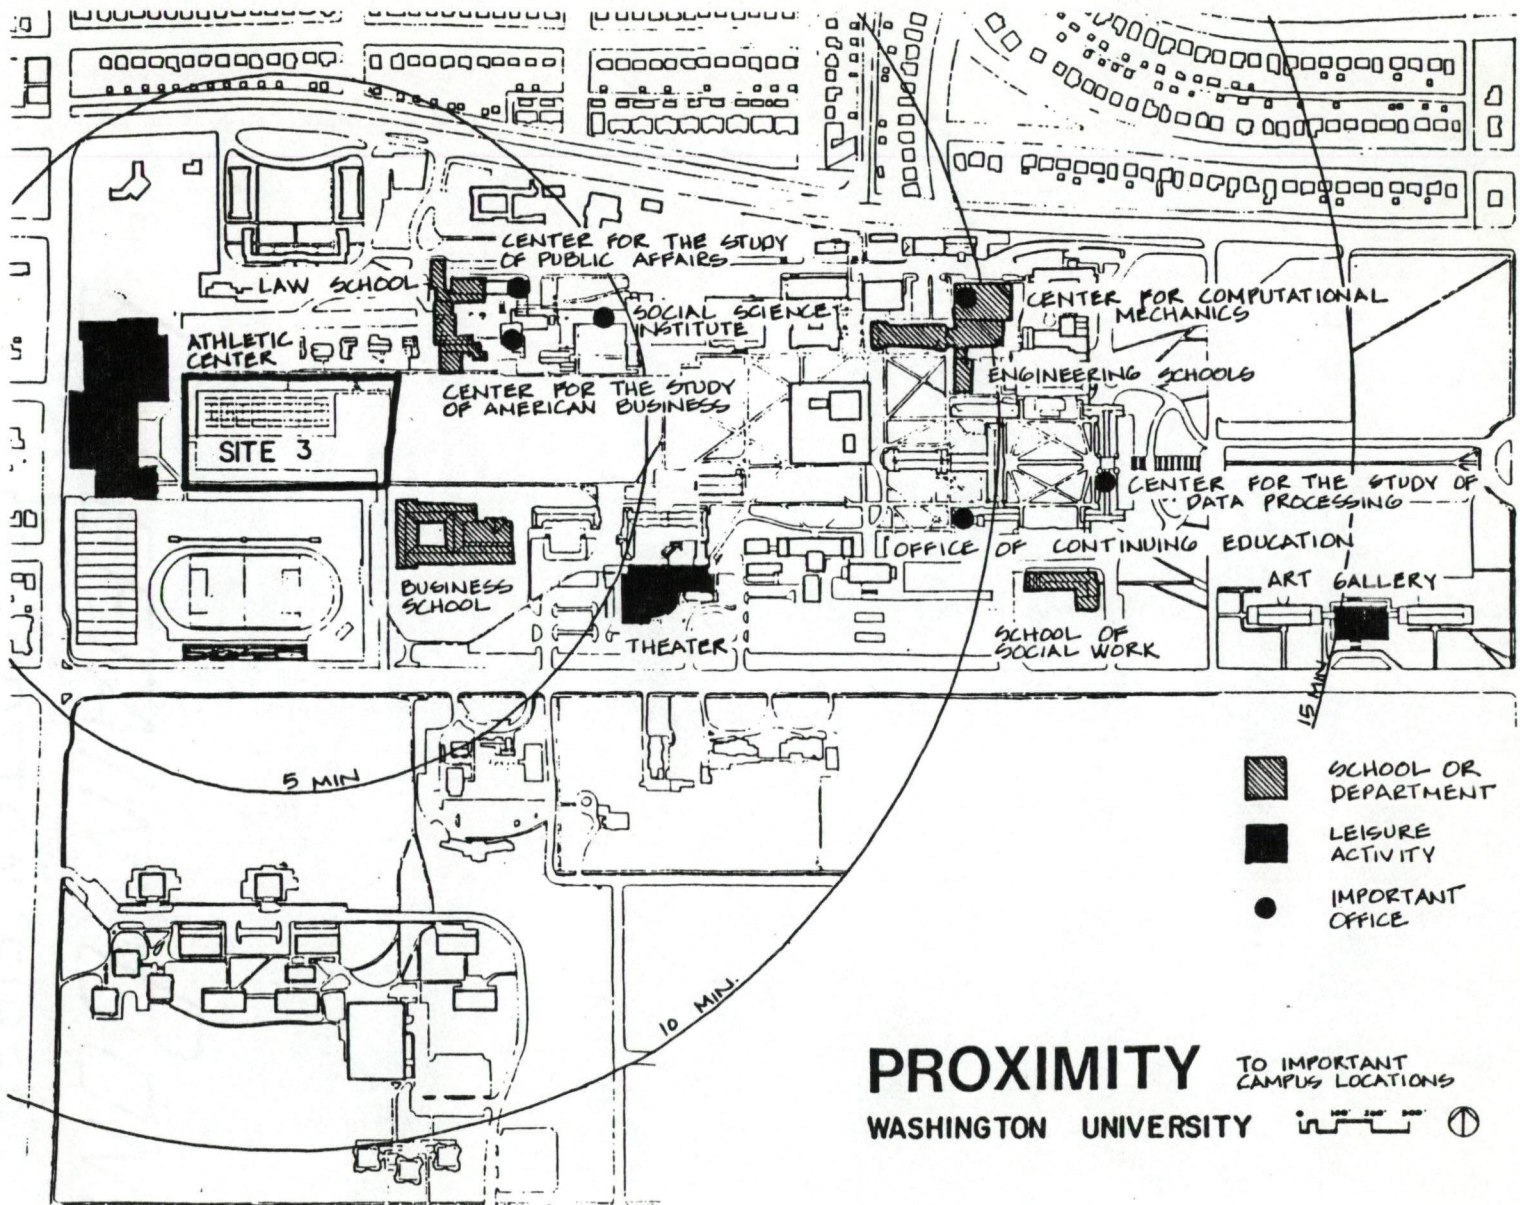 CENTER FOR THE STUDY
OF PUBLIC AFFAIRS
LAW SCHOOL
CENTER FOR COMPUTATIONAL
MECHANICS
SOCIAL SCIENCE
INSTITUTE
ATHLETIC
CENTER
ENGINEERING SCHOOLS
CENTER FOR THE STUDY
OF AMERICAN BUSINESS
SITE 3
CENTER FOR THE STUDY OF
DATA PROCESSING
OFFICE OF CONTINUING EDUCATION
BUSINESS
SCHOOL
ART GALLERY
THEATER
SCHOOL OF
SOCIAL WORK
15 MIN
5 MIN
10 MIN.
SCHOOL OR
DEPARTMENT
LEISURE
ACTIVITY
IMPORTANT
OFFICE
PROXIMITY
TO IMPORTANT
CAMPUS LOCATIONS
WASHINGTON UNIVERSITY
0 100' 200'